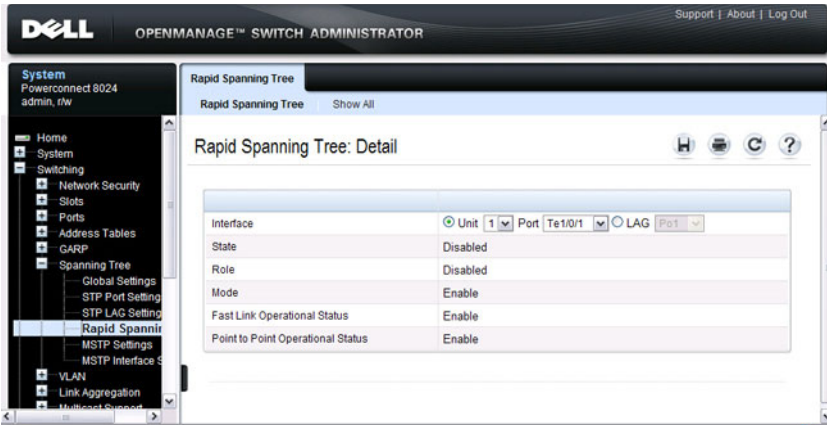 Support | About | Log Out
DELL OPENMANAGE™ SWITCH ADMINISTRATOR
System
Powerconnect 8024
admin, r/w
Home
System
Switching
Network Security
Slots
Ports
Address Tables
GARP
Spanning Tree
Global Settings
STP Port Setting
STP LAG Setting
Rapid Spannin
MSTP Settings
MSTP Interface S
VLAN
Link Aggregation
Multicast Support
Rapid Spanning Tree
Rapid Spanning Tree Show All
Rapid Spanning Tree: Detail
Interface Unit 1 Port Te1/0/1 LAG Po1
State Disabled
Role Disabled
Mode Enable
Fast Link Operational Status Enable
Point to Point Operational Status Enable